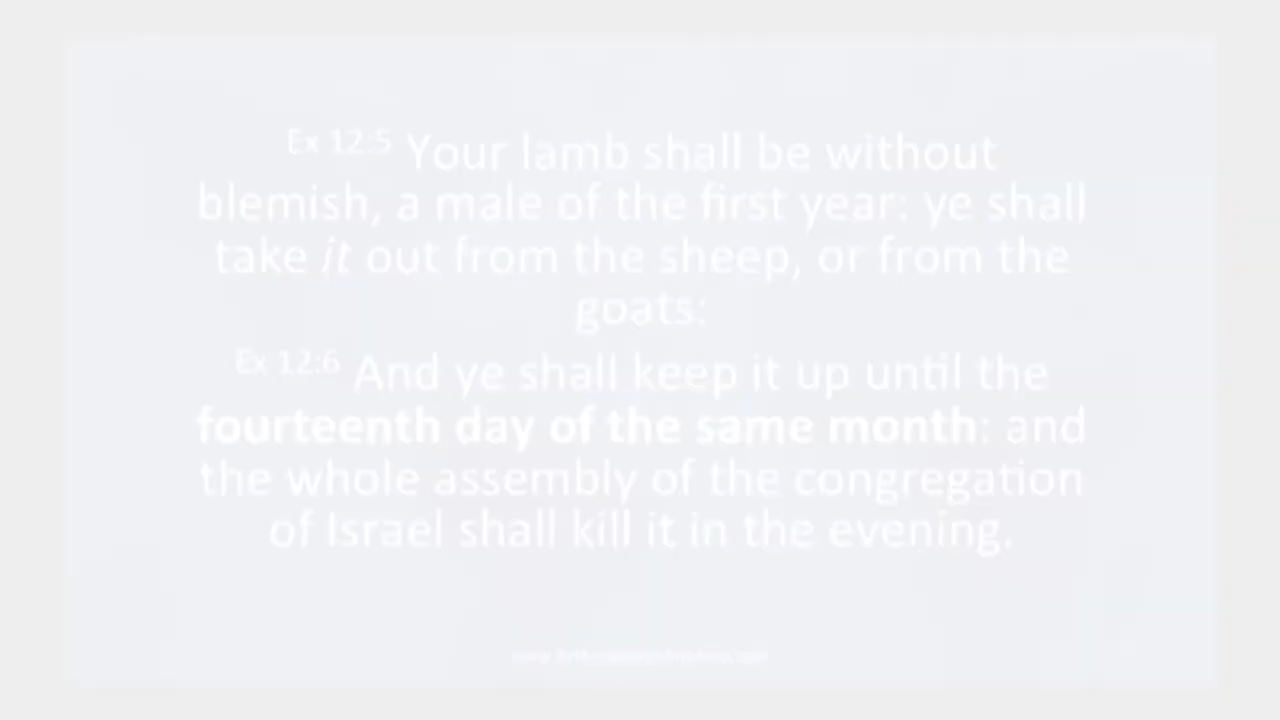 Ex 12:5 Your lamb shall be without
blemish, a male of the first year: ye shall
take it out from the sheep, or from the
goats:
Ex 12:6 And ye shall keep it up until the
fourteenth day of the same month: and
the whole assembly of the congregation
of Israel shall kill it in the evening.